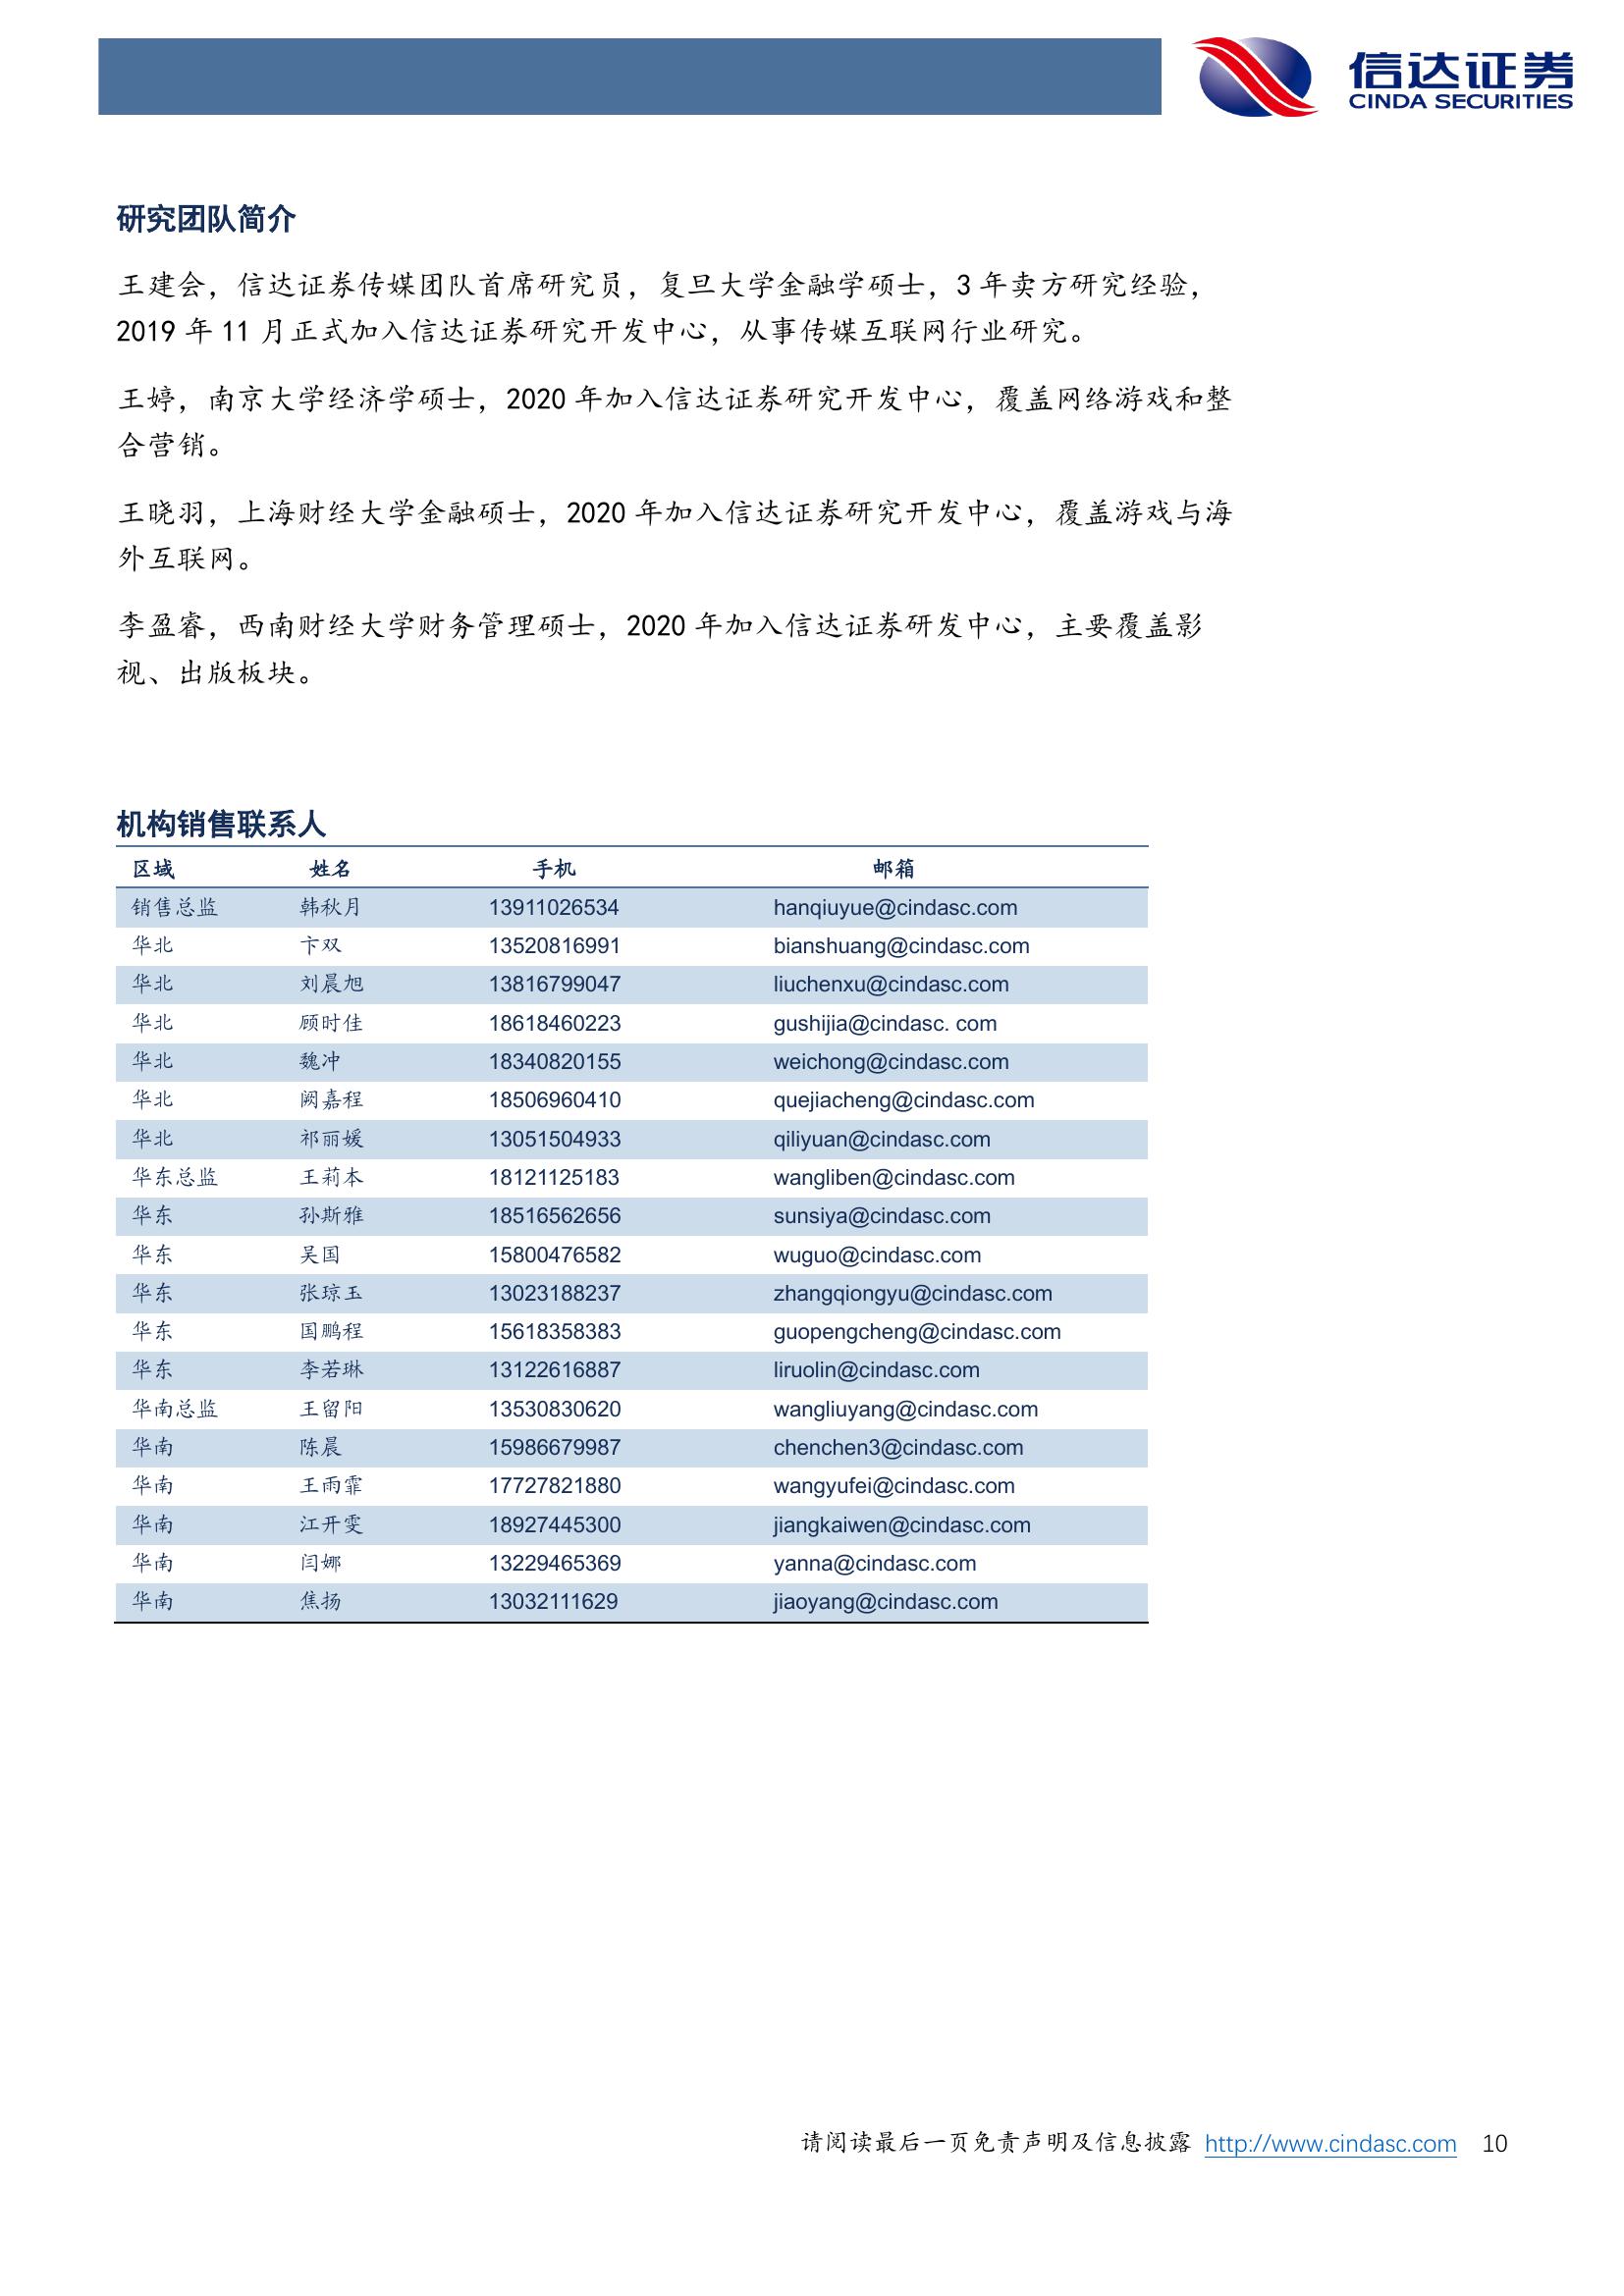 信达证券
CINDA SECURITIES
研究团队简介
王建会，信达证券传媒团队首席研究员，复旦大学金融学硕士，3 年卖方研究经验，
2019 年 11 月正式加入信达证券研究开发中心，从事传媒互联网行业研究。
王婷，南京大学经济学硕士，2020 年加入信达证券研究开发中心，覆盖网络游戏和整
合营销。
王晓羽，上海财经大学金融硕士，2020 年加入信达证券研究开发中心，覆盖游戏与海
外互联网。
李盈睿，西南财经大学财务管理硕士，2020 年加入信达证券研发中心，主要覆盖影
视、出版板块。
机构销售联系人
区域 姓名 手机 邮箱
销售总监 韩秋月 13911026534 hanqiuyue@cindasc.com
华北 卞双 13520816991 bianshuang@cindasc.com
华北 刘晨旭 13816799047 liuchenxu@cindasc.com
华北 顾时佳 18618460223 gushijia@cindasc. com
华北 魏冲 18340820155 weichong@cindasc.com
华北 阙嘉程 18506960410 quejiacheng@cindasc.com
华北 祁丽媛 13051504933 qiliyuan@cindasc.com
华东总监 王莉本 18121125183 wangliben@cindasc.com
华东 孙斯雅 18516562656 sunsiya@cindasc.com
华东 吴国 15800476582 wuguo@cindasc.com
华东 张琼玉 13023188237 zhangqiongyu@cindasc.com
华东 国鹏程 15618358383 guopengcheng@cindasc.com
华东 李若琳 13122616887 liruolin@cindasc.com
华南总监 王留阳 13530830620 wangliuyang@cindasc.com
华南 陈晨 15986679987 chenchen3@cindasc.com
华南 王雨霏 17727821880 wangyufei@cindasc.com
华南 江开雯 18927445300 jiangkaiwen@cindasc.com
华南 闫娜 13229465369 yanna@cindasc.com
华南 焦扬 13032111629 jiaoyang@cindasc.com
请阅读最后一页免责声明及信息披露 http://www.cindasc.com 10